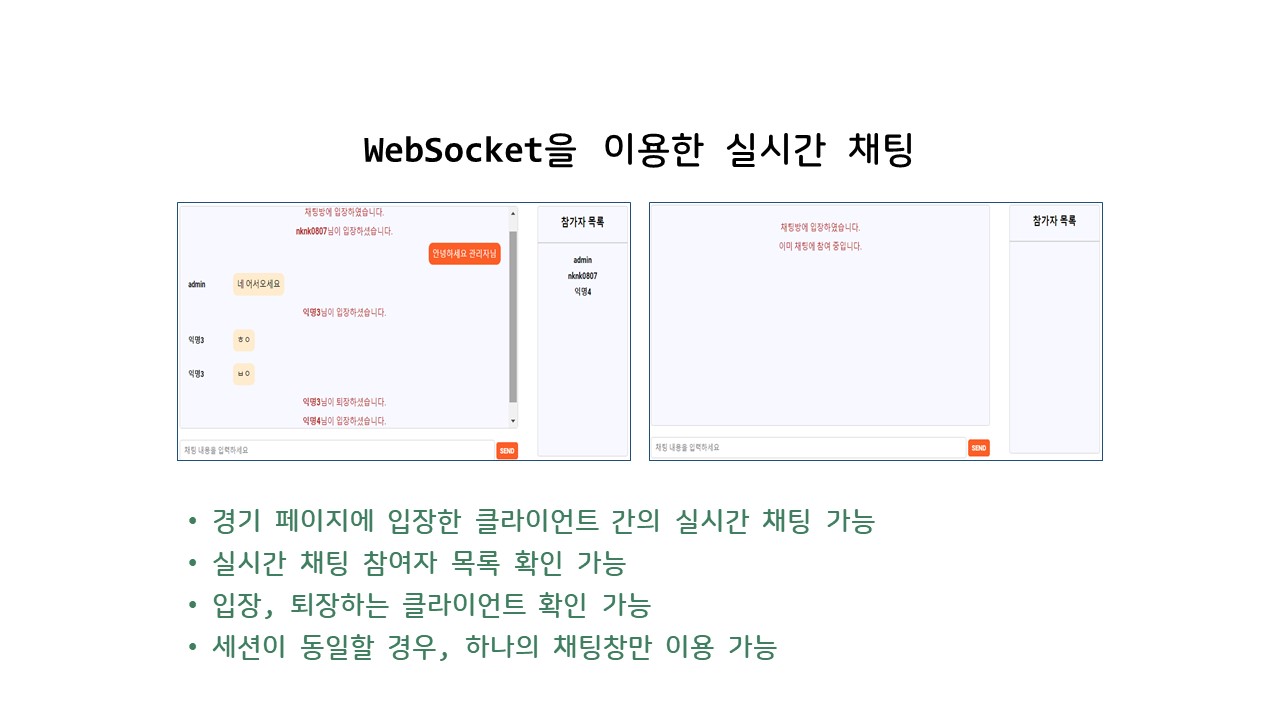 WebSocket을 이용한 실시간 채팅
채팅방에 입장하였습니다.
nknk0807님이 입장하셨습니다.
안녕하세요 관리자님
admin 네 어서오세요
익명3님이 입장하셨습니다.
익명3 ㅎㅇ
익명3 ㅂㅇ
익명3님이 퇴장하셨습니다.
익명4님이 입장하셨습니다.
채팅 내용을 입력하세요 SEND
참가자 목록
admin
nknk0807
익명4
채팅방에 입장하였습니다.
이미 채팅에 참여 중입니다.
채팅 내용을 입력하세요 SEND
참가자 목록
• 경기 페이지에 입장한 클라이언트 간의 실시간 채팅 가능
• 실시간 채팅 참여자 목록 확인 가능
• 입장, 퇴장하는 클라이언트 확인 가능
• 세션이 동일할 경우, 하나의 채팅창만 이용 가능